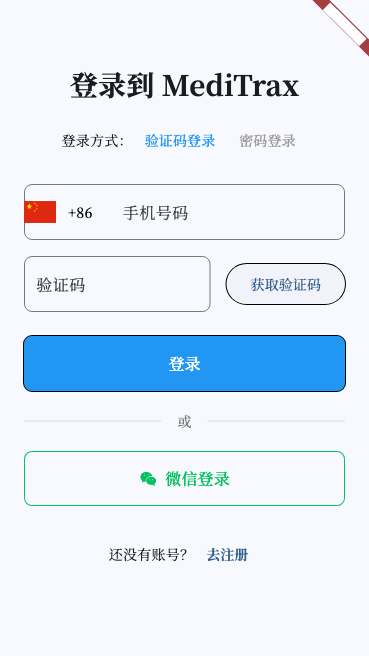 登录到 MediTrax
登录方式： 验证码登录 密码登录
+86 手机号码
验证码 获取验证码
登录
或
微信登录
还没有账号？ 去注册